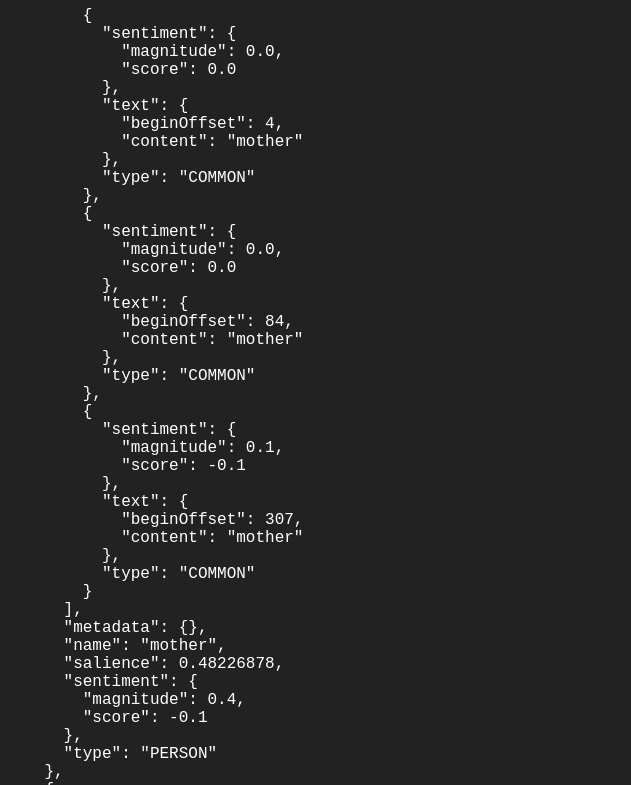 {
"sentiment": {
"magnitude": 0.0,
"score": 0.0
},
"text": {
"beginOffset": 4,
"content": "mother"
},
"type": "COMMON"
},
{
"sentiment": {
"magnitude": 0.0,
"score": 0.0
},
"text": {
"beginOffset": 84,
"content": "mother"
},
"type": "COMMON"
},
{
"sentiment": {
"magnitude": 0.1,
"score": -0.1
},
"text": {
"beginOffset": 307,
"content": "mother"
},
"type": "COMMON"
}
],
"metadata": {},
"name": "mother",
"salience": 0.48226878,
"sentiment": {
"magnitude": 0.4,
"score": -0.1
},
"type": "PERSON"
},